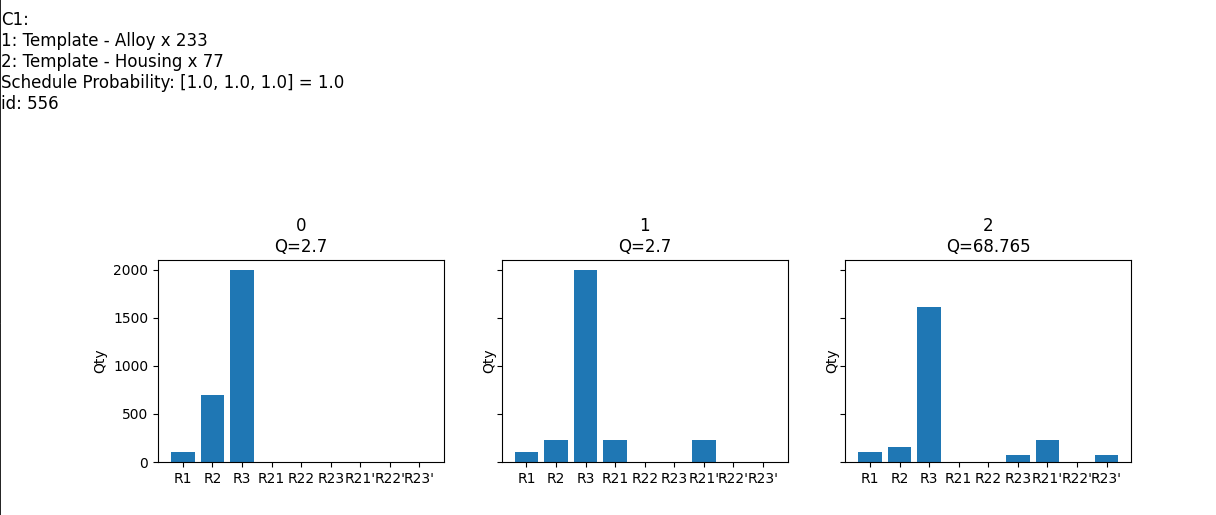 C1:
1: Template - Alloy x 233
2: Template - Housing x 77
Schedule Probability: [1.0, 1.0, 1.0] = 1.0
id: 556
0
Q=2.7
2000
1500
1000
500
0
Qty
R1 R2 R3 R21 R22 R23 R21' R22' R23'
1
Q=2.7
Qty
R1 R2 R3 R21 R22 R23 R21' R22' R23'
2
Q=68.765
Qty
R1 R2 R3 R21 R22 R23 R21' R22' R23'